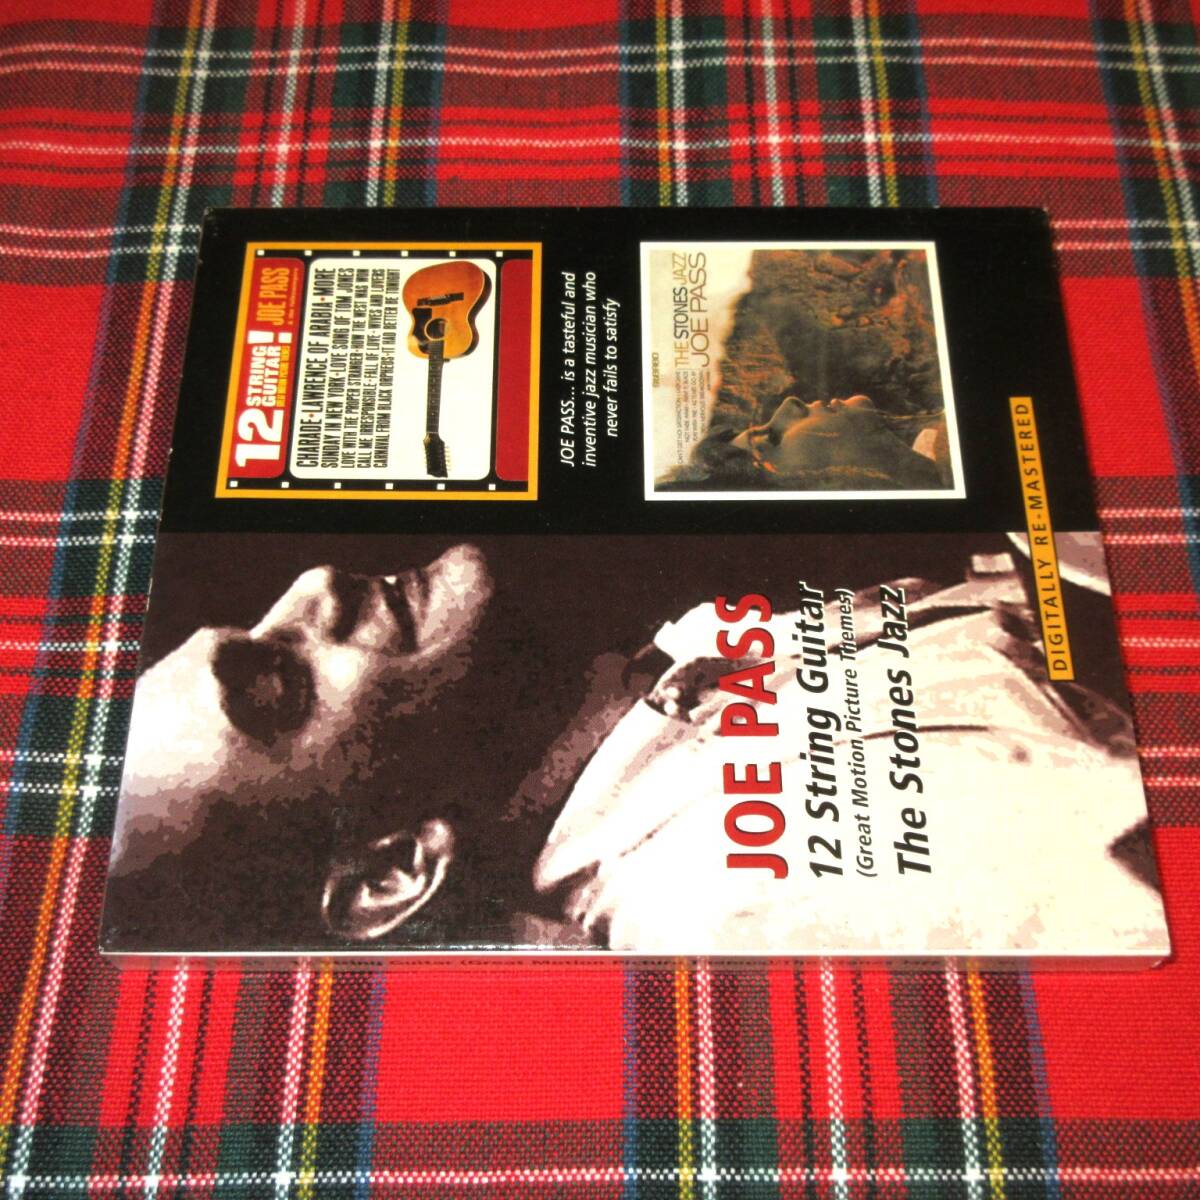 12 STRING GUITAR!
GREAT MOTION PICTURE THEMES
JOE PASS
CHARADE • LAWRENCE OF ARABIA • MORE
SUNDAY IN NEW YORK • LOVE SONG OF TOM JONES
LOVE WITH THE PROPER STRANGER • HOW THE WEST WAS WON
CALL ME IRRESPONSIBLE • FALL OF LOVE • WIVES AND LOVERS
CARNIVAL FROM BLACK ORPHEUS • IT HAD BETTER BE TONIGHT
JOE PASS... is a tasteful and
inventive jazz musician who
never fails to satisfy
THE STONES JAZZ
JOE PASS
JOE PASS
12 String Guitar
(Great Motion Picture Themes)
The Stones Jazz
DIGITALLY RE-MASTERED